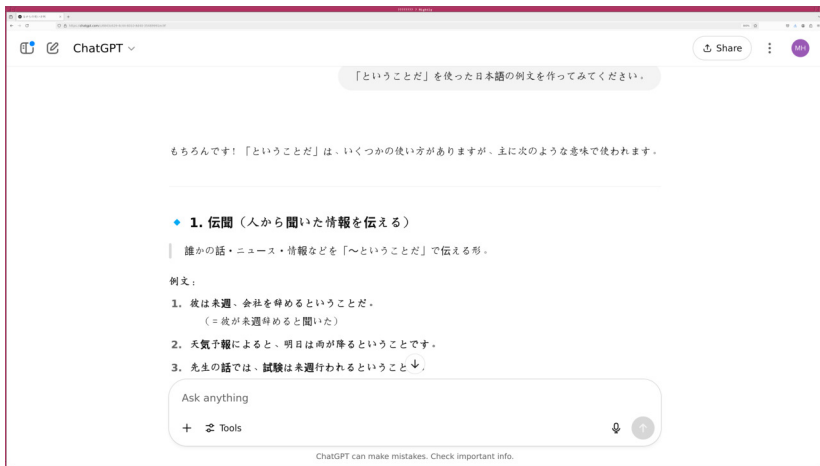 ChatGPT
Share
MH
「ということだ」を使った日本語の例文を作ってみてください。
もちろんです！「ということだ」は、いくつかの使い方がありますが、主に次のような意味で使われます。
1. 伝聞（人から聞いた情報を伝える）
誰かの話・ニュース・情報などを「〜ということだ」で伝える形。
例文：
1. 彼は来週、会社を辞めるということだ。
（＝彼が来週辞めると聞いた）
2. 天気予報によると、明日は雨が降るということです。
3. 先生の話では、試験は来週行われるということ
Ask anything
Tools
ChatGPT can make mistakes. Check important info.